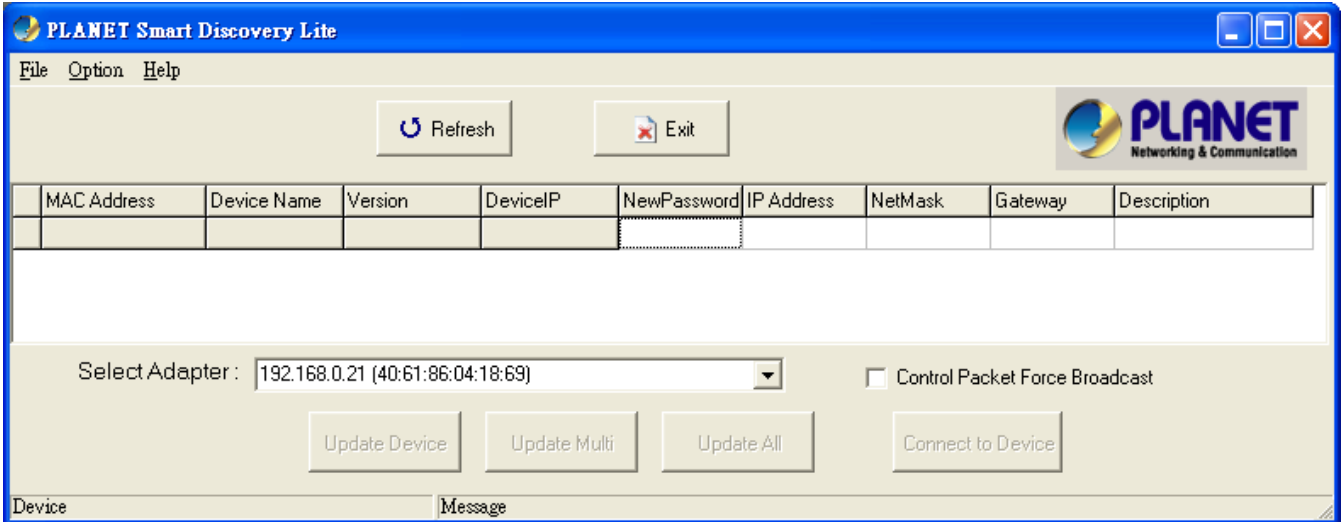 PLANET Smart Discovery Lite
File Option Help
Refresh Exit
PLANET
Networking & Communication
MAC Address Device Name Version DeviceIP NewPassword IP Address NetMask Gateway Description
Select Adapter : 192.168.0.21 (40:61:86:04:18:69) Control Packet Force Broadcast
Update Device Update Multi Update All Connect to Device
Device Message